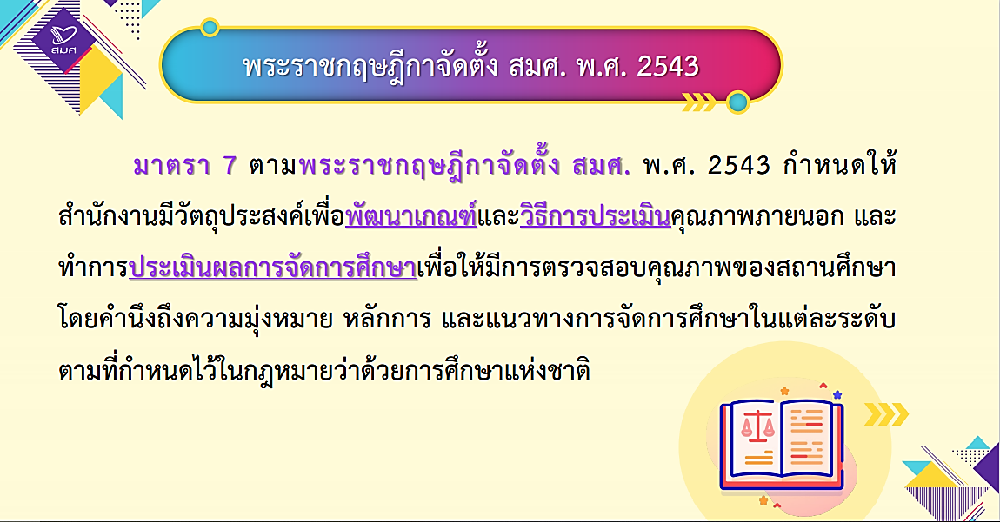 สมศ
พระราชกฤษฎีกาจัดตั้ง สมศ. พ.ศ. 2543
มาตรา 7 ตามพระราชกฤษฎีกาจัดตั้ง สมศ. พ.ศ. 2543 กำหนดให้
สำนักงานมีวัตถุประสงค์เพื่อพัฒนาเกณฑ์และวิธีการประเมินคุณภาพภายนอก และ
ทำการประเมินผลการจัดการศึกษาเพื่อให้มีการตรวจสอบคุณภาพของสถานศึกษา
โดยคำนึงถึงความมุ่งหมาย หลักการ และแนวทางการจัดการศึกษาในแต่ละระดับ
ตามที่กำหนดไว้ในกฎหมายว่าด้วยการศึกษาแห่งชาติ